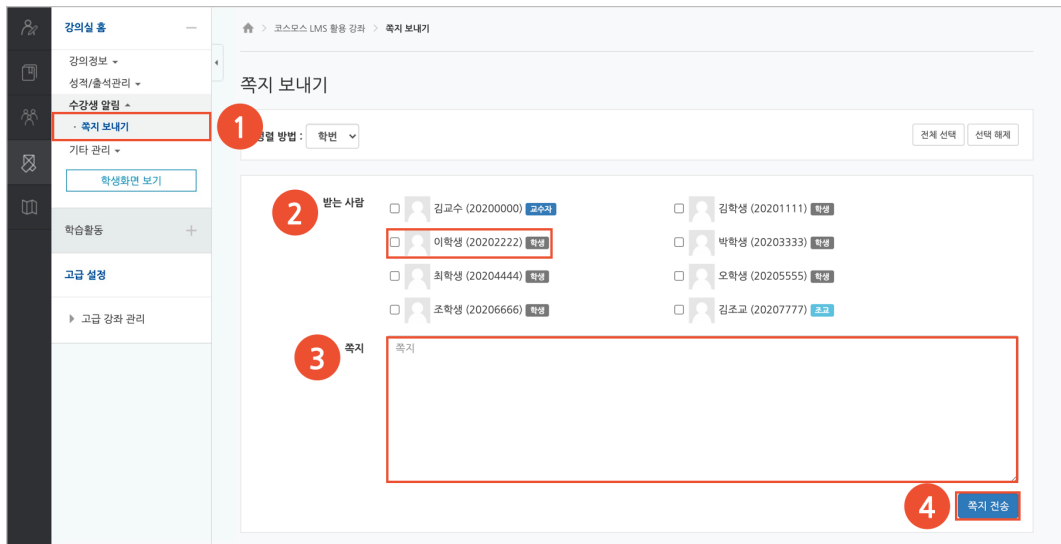 강의실 홈
강의정보
성적/출석관리
수강생 알림
· 쪽지 보내기
기타 관리
학생화면 보기
학습활동
고급 설정
고급 강좌 관리
코스모스 LMS 활용 강좌 > 쪽지 보내기
쪽지 보내기
1
렬 방법 : 학번
전체 선택 선택 해제
2
받는 사람
김교수 (20200000) 교수자 김학생 (20201111) 학생
이학생 (20202222) 학생 박학생 (20203333) 학생
최학생 (20204444) 학생 오학생 (20205555) 학생
조학생 (20206666) 학생 김조교 (20207777) 조교
3
쪽지
쪽지
4
쪽지 전송